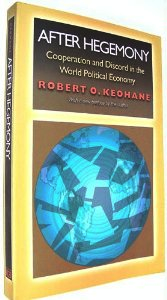 AFTER HEGEMONY
Cooperation and Discord in the
World Political Economy
ROBERT O. KEOHANE
AFTER HEGEMONY